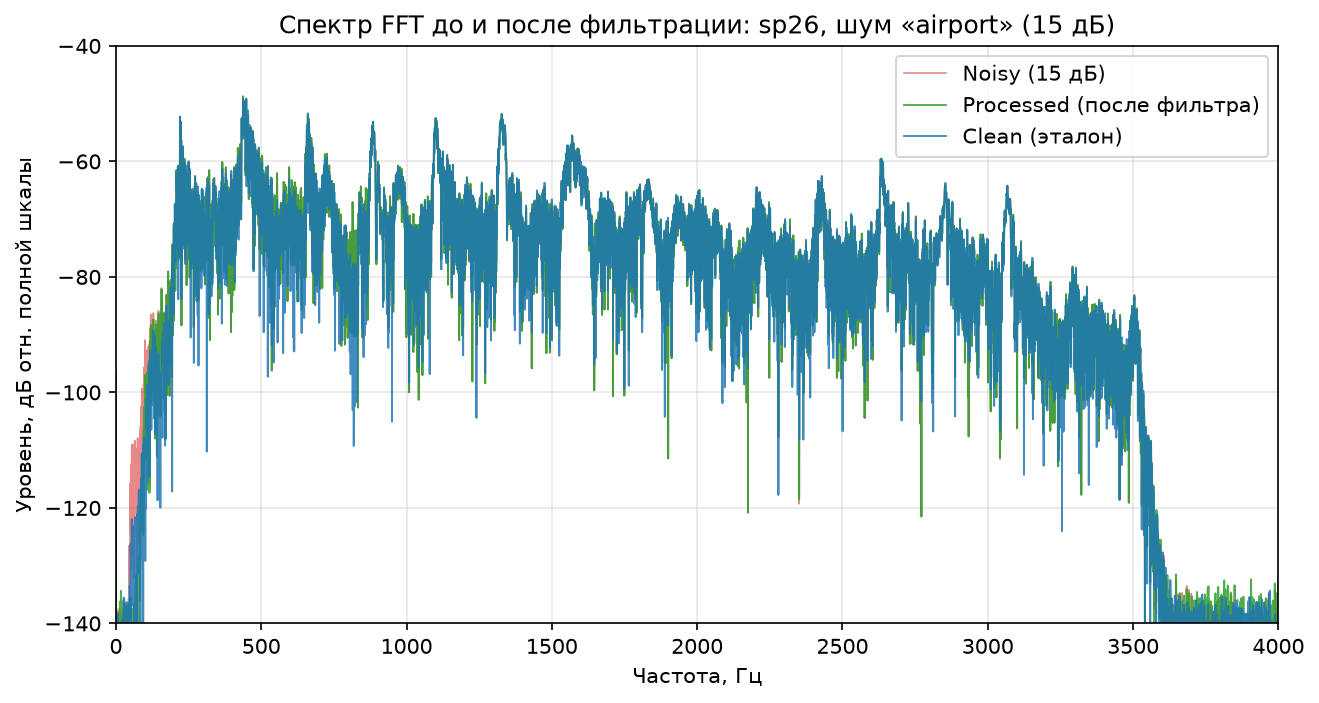 Спектр FFT до и после фильтрации: sp26, шум «airport» (15 дБ)
Noisy (15 дБ)
Processed (после фильтра)
Clean (эталон)
Уровень, дБ отн. полной шкалы
−40
−60
−80
−100
−120
−140
0 500 1000 1500 2000 2500 3000 3500 4000
Частота, Гц